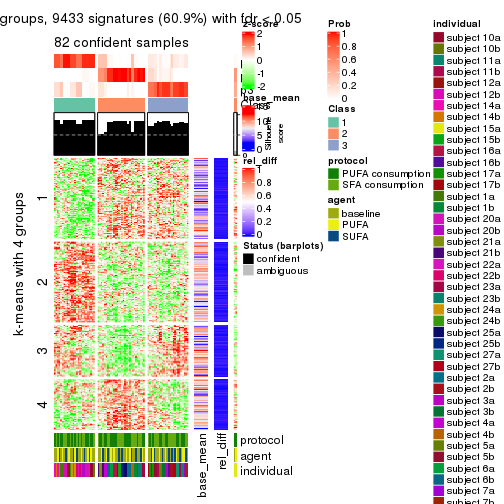 groups, 9433 signatures (60.9%) with fdr < 0.05
82 confident samples
k-means with 4 groups
1
2
3
4
Silhouette
score
base_mean
rel_diff
protocol
agent
individual
z-score
2
1
0
-1
-2
base_mean
15
10
5
0
rel_diff
1
0.8
0.6
0.4
0.2
0
Status (barplots)
confident
ambiguous
Prob
1
0.8
0.6
0.4
0.2
0
Class
1
2
3
protocol
PUFA consumption
SFA consumption
agent
baseline
PUFA
SUFA
individual
subject 10a
subject 10b
subject 11a
subject 11b
subject 12a
subject 12b
subject 14a
subject 14b
subject 15a
subject 15b
subject 16a
subject 16b
subject 17a
subject 17b
subject 1a
subject 1b
subject 20a
subject 20b
subject 21a
subject 21b
subject 22a
subject 22b
subject 23a
subject 23b
subject 24a
subject 24b
subject 25a
subject 25b
subject 27a
subject 27b
subject 2a
subject 2b
subject 3a
subject 3b
subject 4a
subject 4b
subject 5a
subject 5b
subject 6a
subject 6b
subject 7a
subject 7b